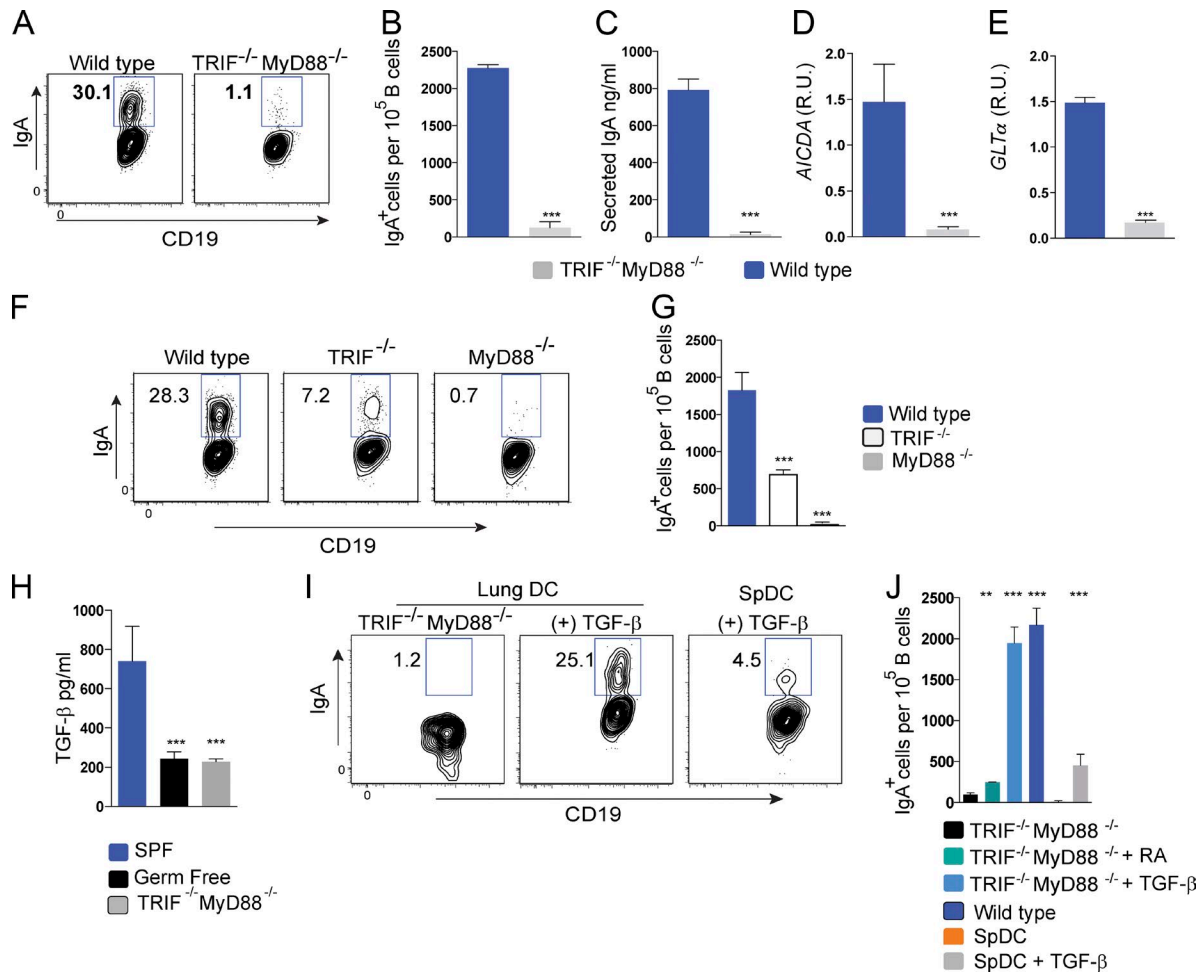 A
Wild type
TRIF-/- MyD88-/-
30.1
1.1
IgA
0
0
CD19
B
IgA+ cells per 10^5 B cells
2500
2000
1500
1000
500
0
***
C
Secreted IgA ng/ml
1000
800
600
400
200
0
***
D
AICDA (R.U.)
2.0
1.5
1.0
0.5
0.0
***
E
GLTα (R.U.)
2.0
1.5
1.0
0.5
0.0
***
TRIF-/- MyD88 -/-
Wild type
F
Wild type
TRIF-/-
MyD88-/-
28.3
7.2
0.7
IgA
0
0
CD19
G
IgA+ cells per 10^5 B cells
2500
2000
1500
1000
500
0
***
***
Wild type
TRIF-/-
MyD88 -/-
H
TGF-β pg/ml
1000
800
600
400
200
0
***
***
SPF
Germ Free
TRIF-/- MyD88-/-
I
Lung DC
SpDC
TRIF-/- MyD88-/-
(+) TGF-β
(+) TGF-β
1.2
25.1
4.5
IgA
0
0
CD19
J
IgA+ cells per 10^5 B cells
2500
2000
1500
1000
500
0
**
***
***
***
TRIF-/- MyD88 -/-
TRIF-/- MyD88 -/- + RA
TRIF-/- MyD88 -/- + TGF-β
Wild type
SpDC
SpDC + TGF-β